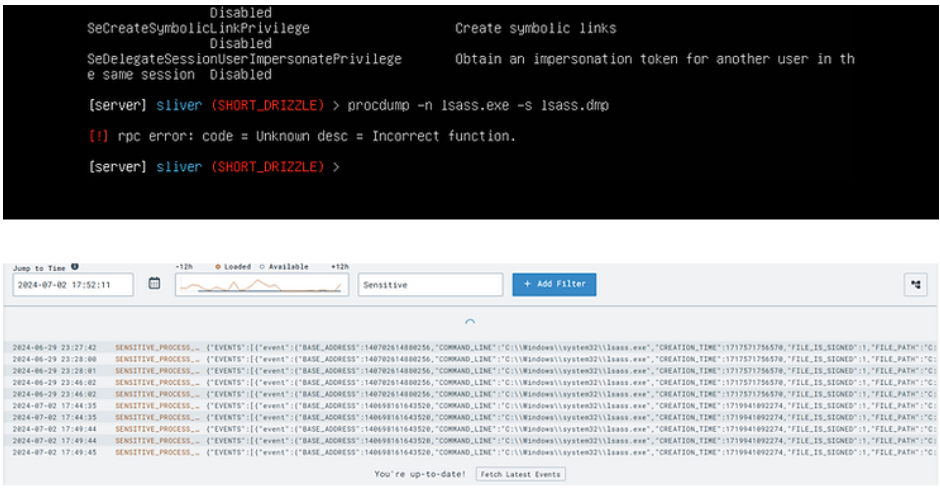 Disabled
SeCreateSymbolicLinkPrivilege Create symbolic links
Disabled
SeDelegateSessionUserImpersonatePrivilege Obtain an impersonation token for another user in th
e same session Disabled
[server] sliver (SHORT_DRIZZLE) > procdump -n lsass.exe -s lsass.dmp
[!] rpc error: code = Unknown desc = Incorrect function.
[server] sliver (SHORT_DRIZZLE) >
Jump to Time -12h Loaded Available +12h
2024-07-02 17:52:11 Sensitive + Add Filter
2024-06-29 23:27:42 SENSITIVE_PROCESS_… {"EVENTS":[{"event":{"BASE_ADDRESS":140702614880256,"COMMAND_LINE":"C:\\Windows\\system32\\lsass.exe","CREATION_TIME":1717571756570,"FILE_IS_SIGNED":1,"FILE_PATH":"C:
2024-06-29 23:28:00 SENSITIVE_PROCESS_… {"EVENTS":[{"event":{"BASE_ADDRESS":140702614880256,"COMMAND_LINE":"C:\\Windows\\system32\\lsass.exe","CREATION_TIME":1717571756570,"FILE_IS_SIGNED":1,"FILE_PATH":"C:
2024-06-29 23:28:01 SENSITIVE_PROCESS_… {"EVENTS":[{"event":{"BASE_ADDRESS":140702614880256,"COMMAND_LINE":"C:\\Windows\\system32\\lsass.exe","CREATION_TIME":1717571756570,"FILE_IS_SIGNED":1,"FILE_PATH":"C:
2024-06-29 23:46:02 SENSITIVE_PROCESS_… {"EVENTS":[{"event":{"BASE_ADDRESS":140702614880256,"COMMAND_LINE":"C:\\Windows\\system32\\lsass.exe","CREATION_TIME":1717571756570,"FILE_IS_SIGNED":1,"FILE_PATH":"C:
2024-06-29 23:46:02 SENSITIVE_PROCESS_… {"EVENTS":[{"event":{"BASE_ADDRESS":140702614880256,"COMMAND_LINE":"C:\\Windows\\system32\\lsass.exe","CREATION_TIME":1717571756570,"FILE_IS_SIGNED":1,"FILE_PATH":"C:
2024-07-02 17:44:35 SENSITIVE_PROCESS_… {"EVENTS":[{"event":{"BASE_ADDRESS":140698161643520,"COMMAND_LINE":"C:\\Windows\\system32\\lsass.exe","CREATION_TIME":1719941092274,"FILE_IS_SIGNED":1,"FILE_PATH":"C:
2024-07-02 17:44:35 SENSITIVE_PROCESS_… {"EVENTS":[{"event":{"BASE_ADDRESS":140698161643520,"COMMAND_LINE":"C:\\Windows\\system32\\lsass.exe","CREATION_TIME":1719941092274,"FILE_IS_SIGNED":1,"FILE_PATH":"C:
2024-07-02 17:49:44 SENSITIVE_PROCESS_… {"EVENTS":[{"event":{"BASE_ADDRESS":140698161643520,"COMMAND_LINE":"C:\\Windows\\system32\\lsass.exe","CREATION_TIME":1719941092274,"FILE_IS_SIGNED":1,"FILE_PATH":"C:
2024-07-02 17:49:44 SENSITIVE_PROCESS_… {"EVENTS":[{"event":{"BASE_ADDRESS":140698161643520,"COMMAND_LINE":"C:\\Windows\\system32\\lsass.exe","CREATION_TIME":1719941092274,"FILE_IS_SIGNED":1,"FILE_PATH":"C:
2024-07-02 17:49:45 SENSITIVE_PROCESS_… {"EVENTS":[{"event":{"BASE_ADDRESS":140698161643520,"COMMAND_LINE":"C:\\Windows\\system32\\lsass.exe","CREATION_TIME":1719941092274,"FILE_IS_SIGNED":1,"FILE_PATH":"C:
You're up-to-date! Fetch Latest Events